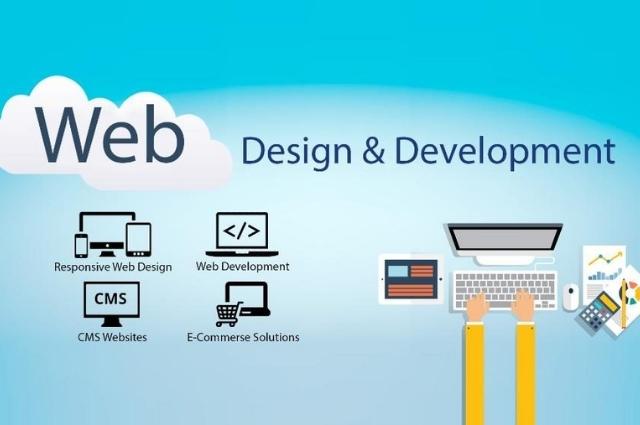 Web
Design & Development
Responsive Web Design
</>
Web Development
CMS
CMS Websites
E-Commerse Solutions